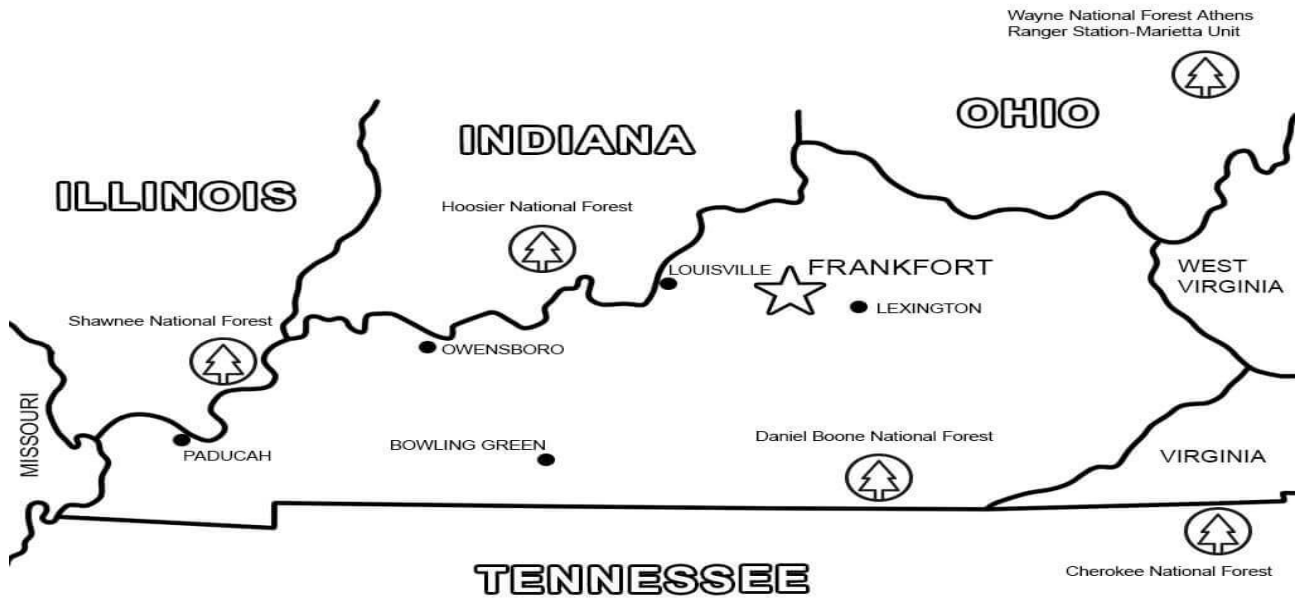 Wayne National Forest Athens
Ranger Station-Marietta Unit
OHIO
INDIANA
ILLINOIS
Hoosier National Forest
LOUISVILLE
FRANKFORT
WEST
VIRGINIA
LEXINGTON
Shawnee National Forest
OWENSBORO
MISSOURI
PADUCAH
BOWLING GREEN
Daniel Boone National Forest
VIRGINIA
Cherokee National Forest
TENNESSEE